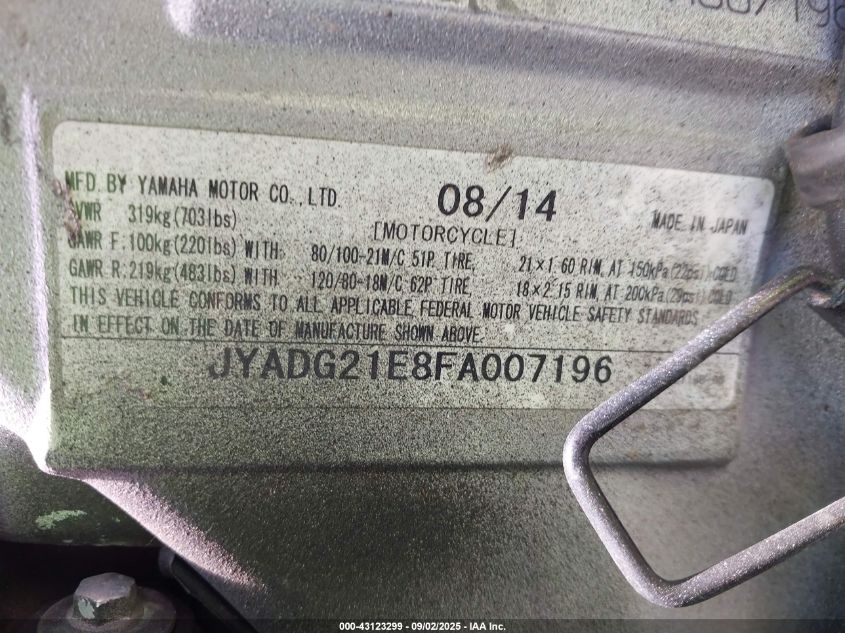 7196
MFD. BY YAMAHA MOTOR CO., LTD. 08/14 MADE IN JAPAN
GVWR 319kg(703lbs) [MOTORCYCLE]
GAWR F: 100kg(220lbs) WITH 80/100-21M/C 51P TIRE, 21×1.60 RIM, AT 150kPa(22psi) COLD
GAWR R: 219kg(483lbs) WITH 120/80-18M/C 62P TIRE 18×2.15 RIM, AT 200kPa(29psi) COLD
THIS VEHICLE CONFORMS TO ALL APPLICABLE FEDERAL MOTOR VEHICLE SAFETY STANDARDS
IN EFFECT ON THE DATE OF MANUFACTURE SHOWN ABOVE.
JYADG21E8FA007196
000-43123299 - 09/02/2025 - IAA Inc.